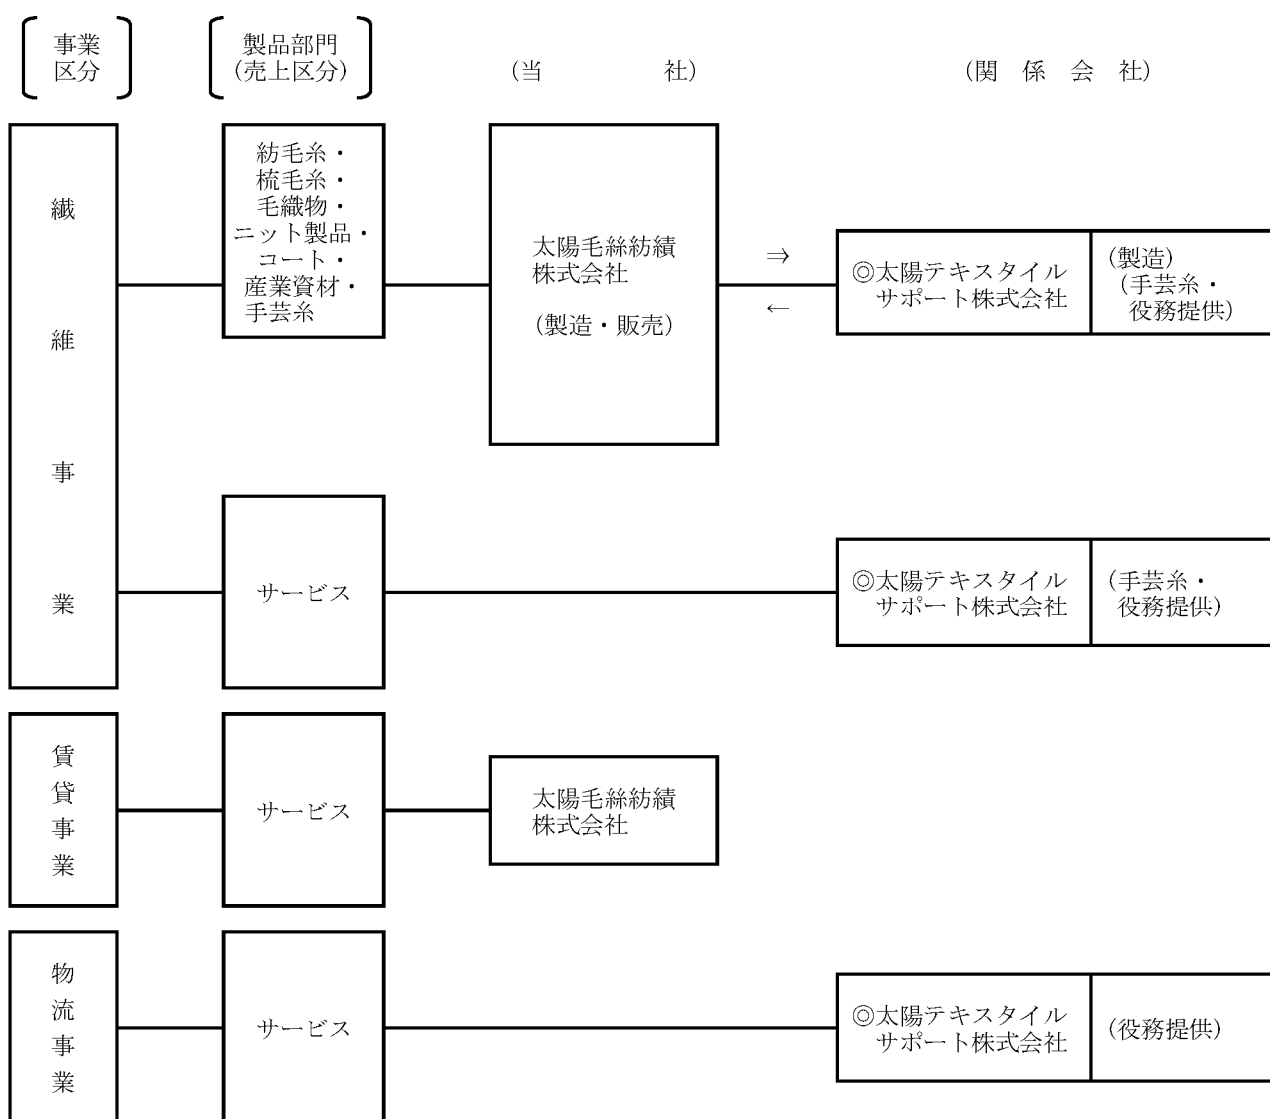 事業
区分
製品部門
(売上区分)
(当　　　社)
(関　係　会　社)
繊維事業
紡毛糸・
梳毛糸・
毛織物・
ニット製品・
コート・
産業資材・
手芸糸
太陽毛絲紡績
株式会社
(製造・販売)
⇒
←
◎太陽テキスタイル
サポート株式会社
(製造)
(手芸糸・
役務提供)
サービス
◎太陽テキスタイル
サポート株式会社
(手芸糸・
役務提供)
賃貸事業
サービス
太陽毛絲紡績
株式会社
物流事業
サービス
◎太陽テキスタイル
サポート株式会社
(役務提供)